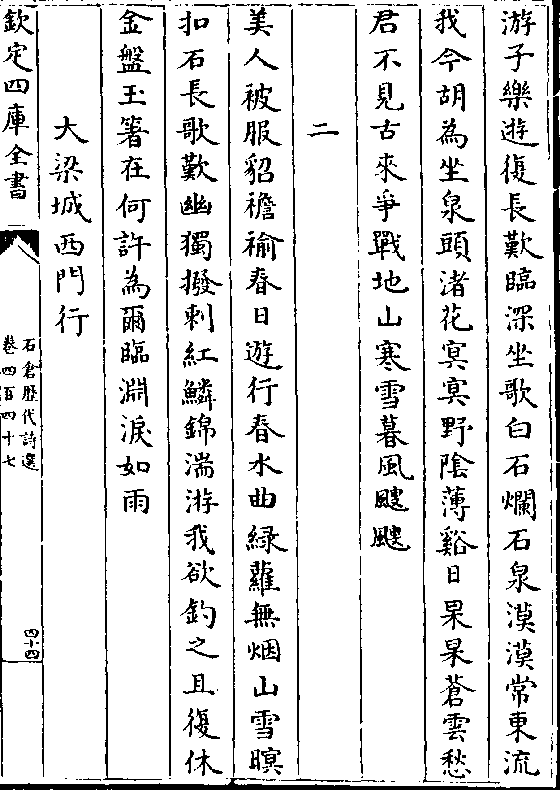 游子樂遊復長歎臨深坐歌白石爛石泉漠漠常東流
我今胡為坐泉頭渚花㝠㝠野陰薄谿日杲杲蒼雲愁
君不見古來爭戰地山寒雪暮風颼颼
二
美人被服貂襜褕春日遊行春水曲緑蘿無烟山雪暝
扣石長歌歎幽獨撥剌紅鱗錦湍游我欲釣之且復休
金盤玉箸在何許為爾臨淵淚如雨
大梁城西門行
欽定四庫全書
石倉歷代詩選
卷四百四十七
四十四